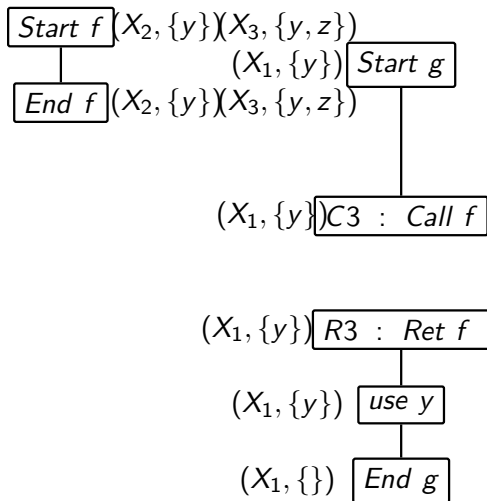 Start f (X₂, {y})(X₃, {y, z})
(X₁, {y}) Start g
End f (X₂, {y})(X₃, {y, z})
(X₁, {y}) C3 : Call f
(X₁, {y}) R3 : Ret f
(X₁, {y}) use y
(X₁, {}) End g